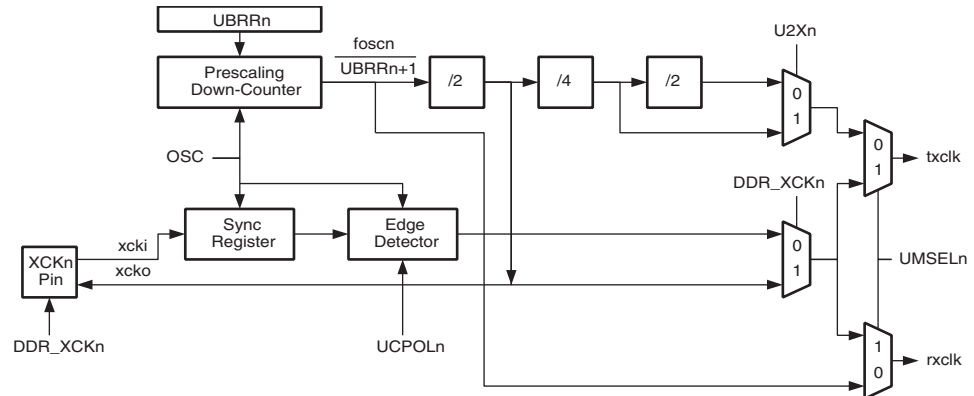 UBRRn
foscn
UBRRn+1
U2Xn
Prescaling
Down-Counter
/2
/4
/2
0
1
OSC
0
1
txclk
DDR_XCKn
Sync
Register
Edge
Detector
xcki
xcko
XCKn
Pin
0
1
UMSELn
DDR_XCKn
UCPOLn
1
0
rxclk